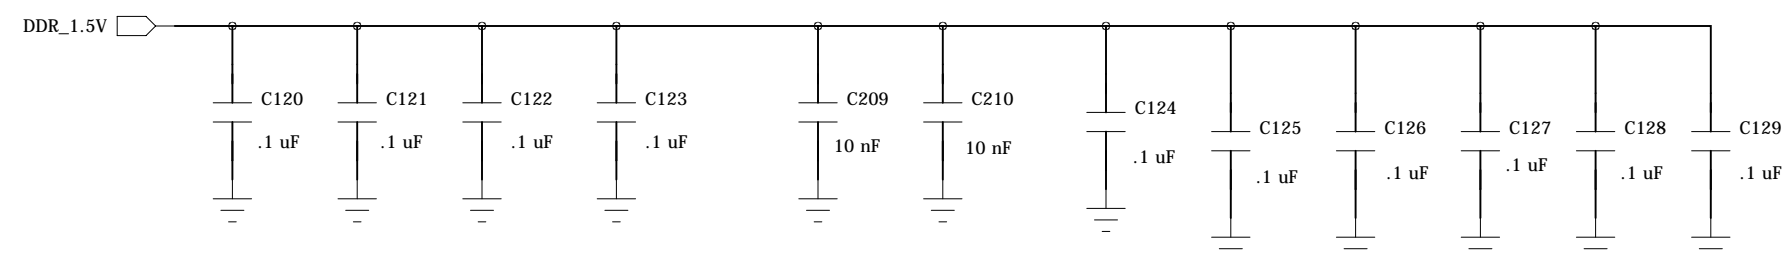 DDR_1.5V
C120
.1 uF
C121
.1 uF
C122
.1 uF
C123
.1 uF
C209
10 nF
C210
10 nF
C124
.1 uF
C125
.1 uF
C126
.1 uF
C127
.1 uF
C128
.1 uF
C129
.1 uF